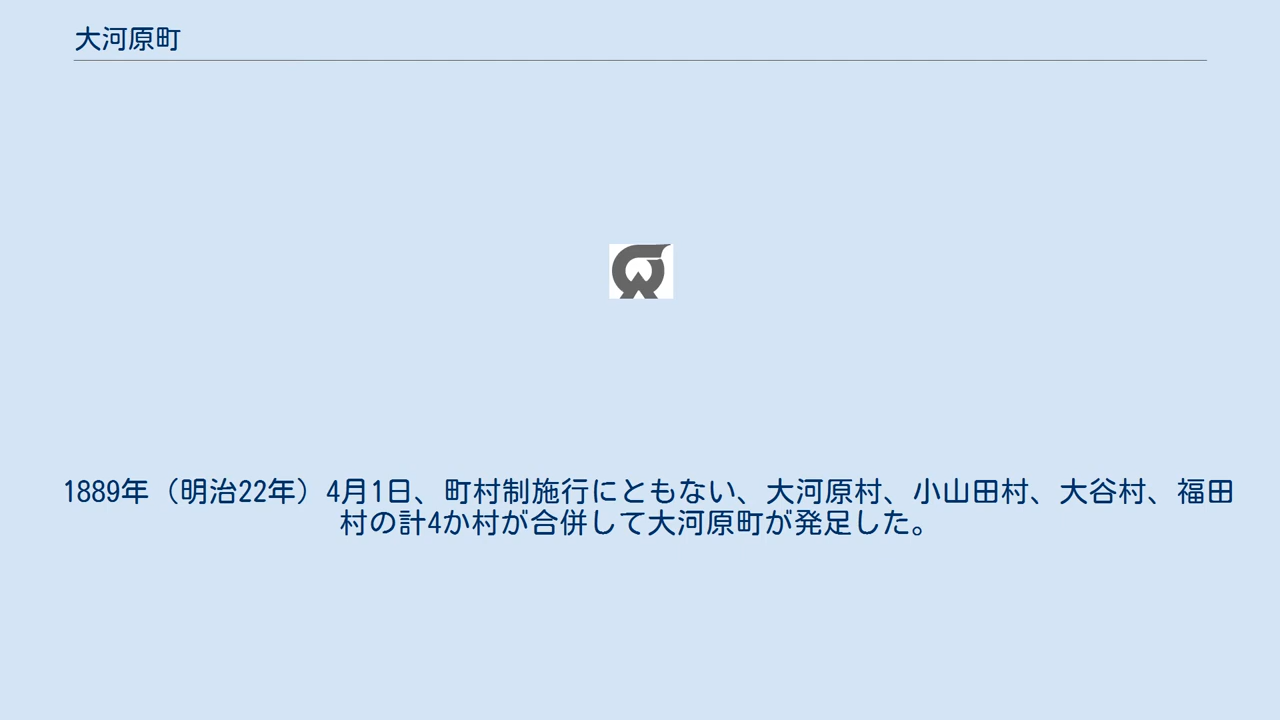 大河原町
1889年（明治22年）4月1日、町村制施行にともない、大河原村、小山田村、大谷村、福田
村の計4か村が合併して大河原町が発足した。